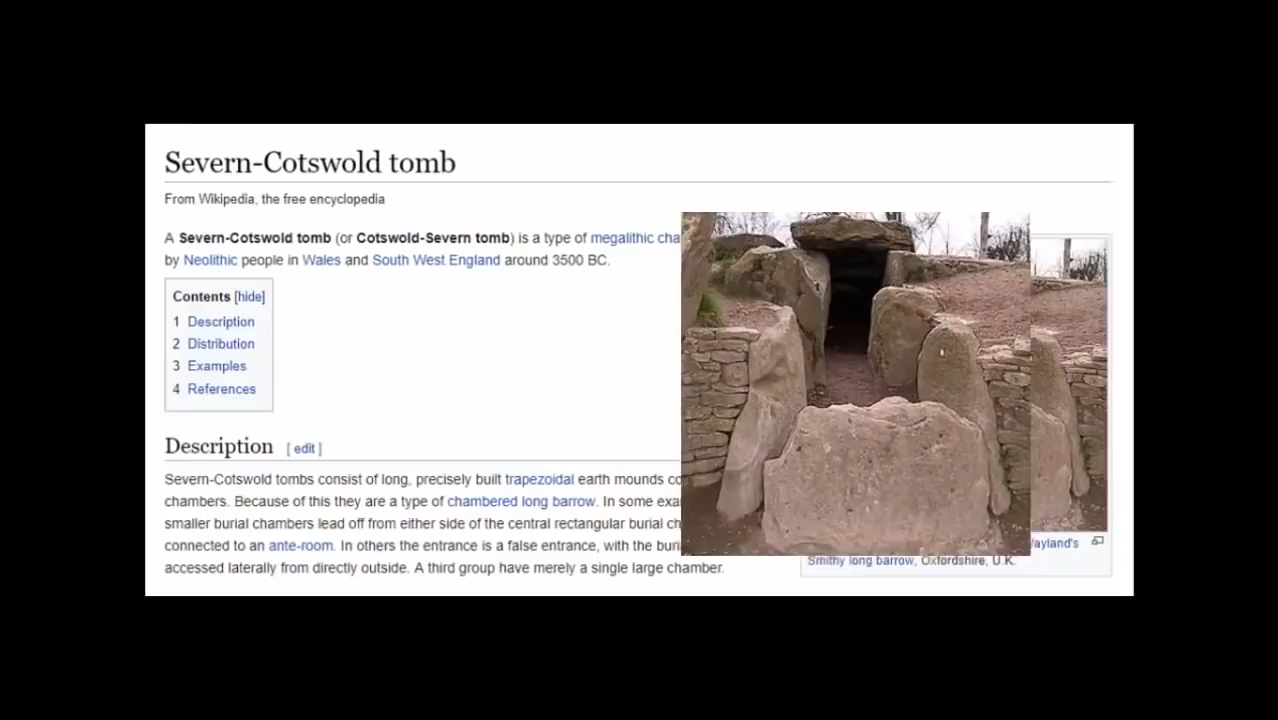 Severn-Cotswold tomb
From Wikipedia, the free encyclopedia
A Severn-Cotswold tomb (or Cotswold-Severn tomb) is a type of megalithic cha
by Neolithic people in Wales and South West England around 3500 BC.
Contents [hide]
1 Description
2 Distribution
3 Examples
4 References
Description [ edit ]
Severn-Cotswold tombs consist of long, precisely built trapezoidal earth mounds co
chambers. Because of this they are a type of chambered long barrow. In some exa
smaller burial chambers lead off from either side of the central rectangular burial ch
connected to an ante-room. In others the entrance is a false entrance, with the buri
accessed laterally from directly outside. A third group have merely a single large chamber.
ayland's
Smithy long barrow, Oxfordshire, U.K.